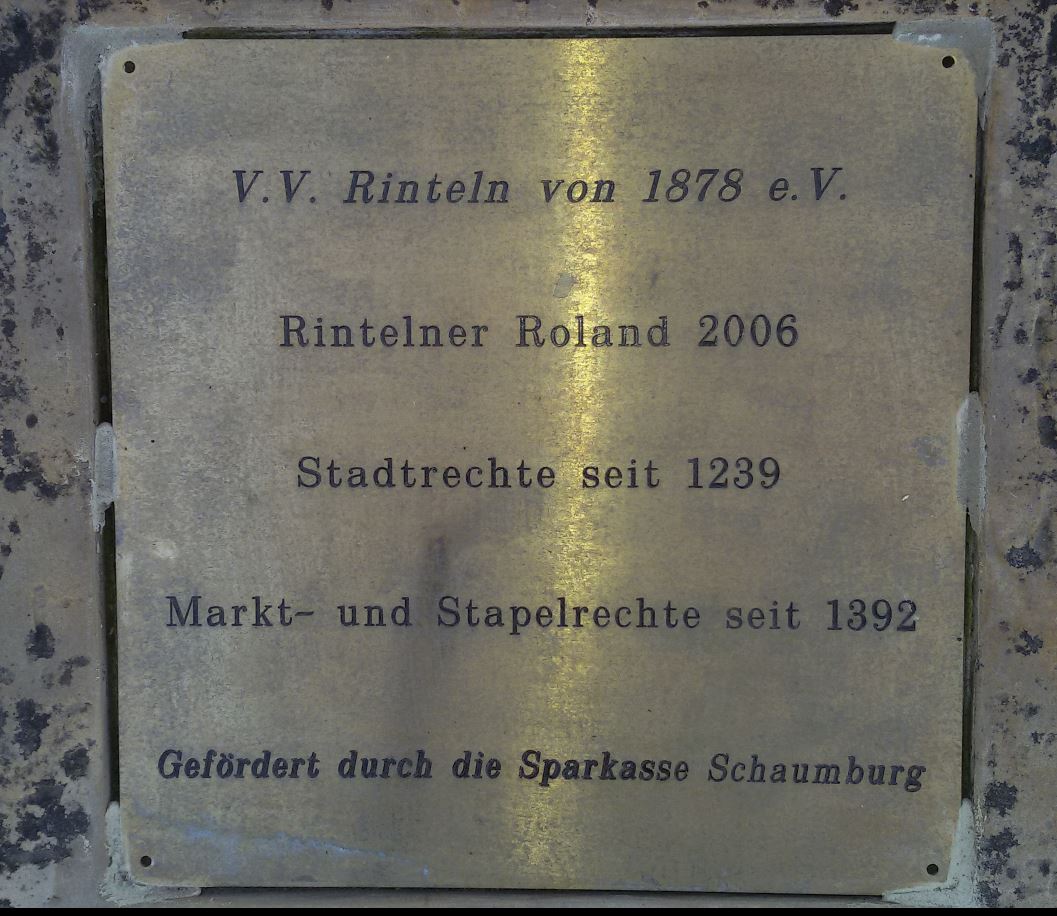 V.V. Rinteln von 1878 e.V.
Rintelner Roland 2006
Stadtrechte seit 1239
Markt- und Stapelrechte seit 1392
Gefördert durch die Sparkasse Schaumburg